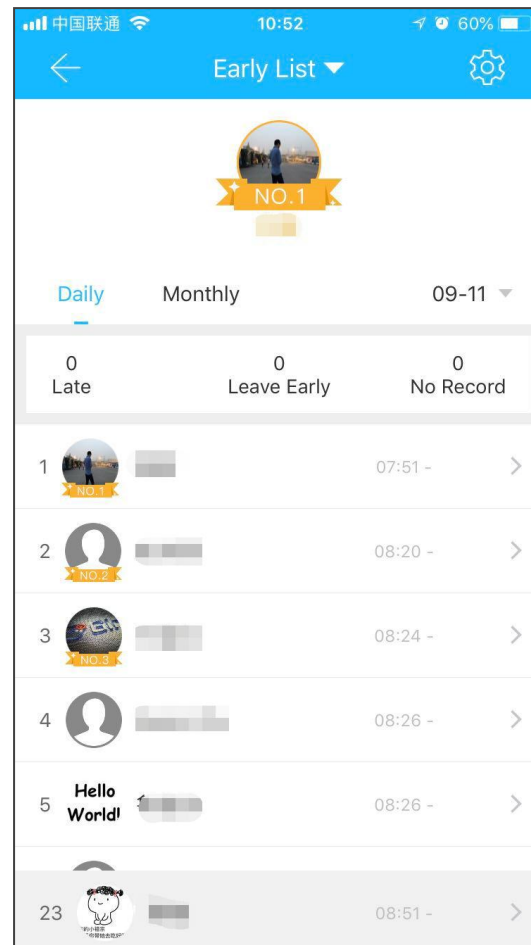 中国联通 10:52 60%
Early List
NO.1
Daily Monthly 09-11
0 0 0
Late Leave Early No Record
1 NO.1 07:51 -
2 NO.2 08:20 -
3 NO.3 08:24 -
4 08:26 -
5 Hello World! 08:26 -
23 08:51 -